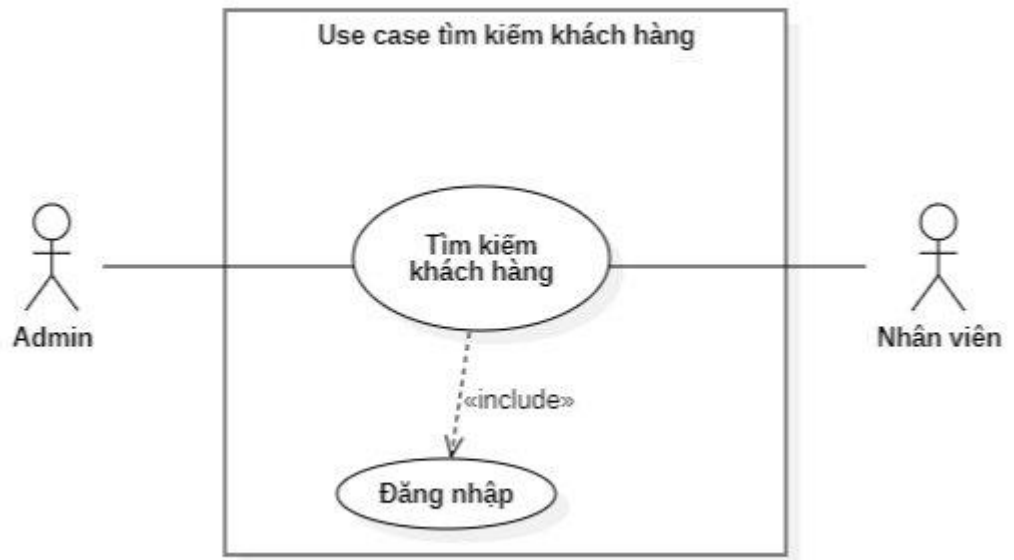 Use case tìm kiếm khách hàng
Tìm kiếm
khách hàng
Admin
Nhân viên
«include»
Đăng nhập